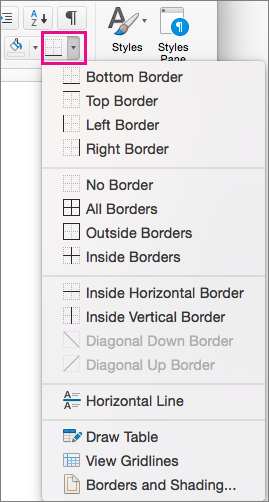 A
Z
¶
Styles
Styles
Pane
Bottom Border
Top Border
Left Border
Right Border
No Border
All Borders
Outside Borders
Inside Borders
Inside Horizontal Border
Inside Vertical Border
Diagonal Down Border
Diagonal Up Border
Horizontal Line
Draw Table
View Gridlines
Borders and Shading...